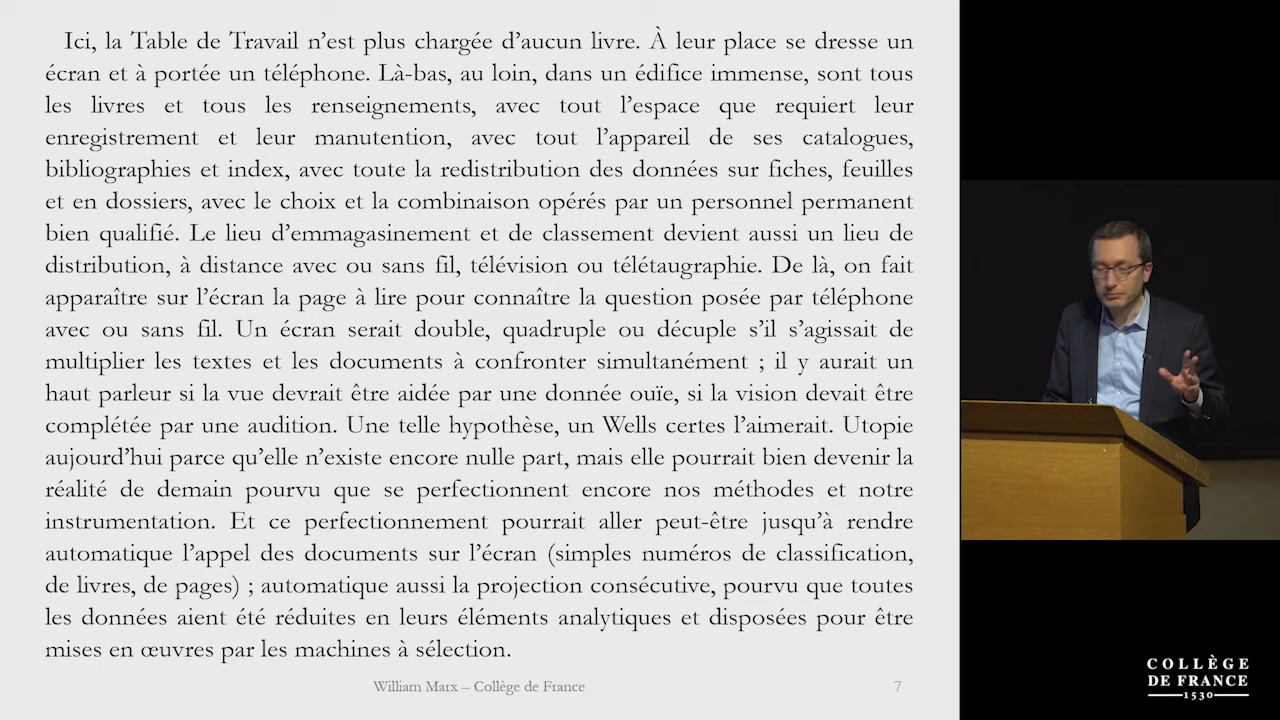 Ici, la Table de Travail n’est plus chargée d’aucun livre. À leur place se dresse un
écran et à portée un téléphone. Là-bas, au loin, dans un édifice immense, sont tous
les livres et tous les renseignements, avec tout l’espace que requiert leur
enregistrement et leur manutention, avec tout l’appareil de ses catalogues,
bibliographies et index, avec toute la redistribution des données sur fiches, feuilles
et en dossiers, avec le choix et la combinaison opérés par un personnel permanent
bien qualifié. Le lieu d’emmagasinement et de classement devient aussi un lieu de
distribution, à distance avec ou sans fil, télévision ou télétaugraphie. De là, on fait
apparaître sur l’écran la page à lire pour connaître la question posée par téléphone
avec ou sans fil. Un écran serait double, quadruple ou décuple s’il s’agissait de
multiplier les textes et les documents à confronter simultanément ; il y aurait un
haut parleur si la vue devrait être aidée par une donnée ouïe, si la vision devait être
complétée par une audition. Une telle hypothèse, un Wells certes l’aimerait. Utopie
aujourd’hui parce qu’elle n’existe encore nulle part, mais elle pourrait bien devenir la
réalité de demain pourvu que se perfectionnent encore nos méthodes et notre
instrumentation. Et ce perfectionnement pourrait aller peut-être jusqu’à rendre
automatique l’appel des documents sur l’écran (simples numéros de classification,
de livres, de pages) ; automatique aussi la projection consécutive, pourvu que toutes
les données aient été réduites en leurs éléments analytiques et disposées pour être
mises en œuvres par les machines à sélection.
William Marx – Collège de France
7
COLLÈGE
DE FRANCE
1530